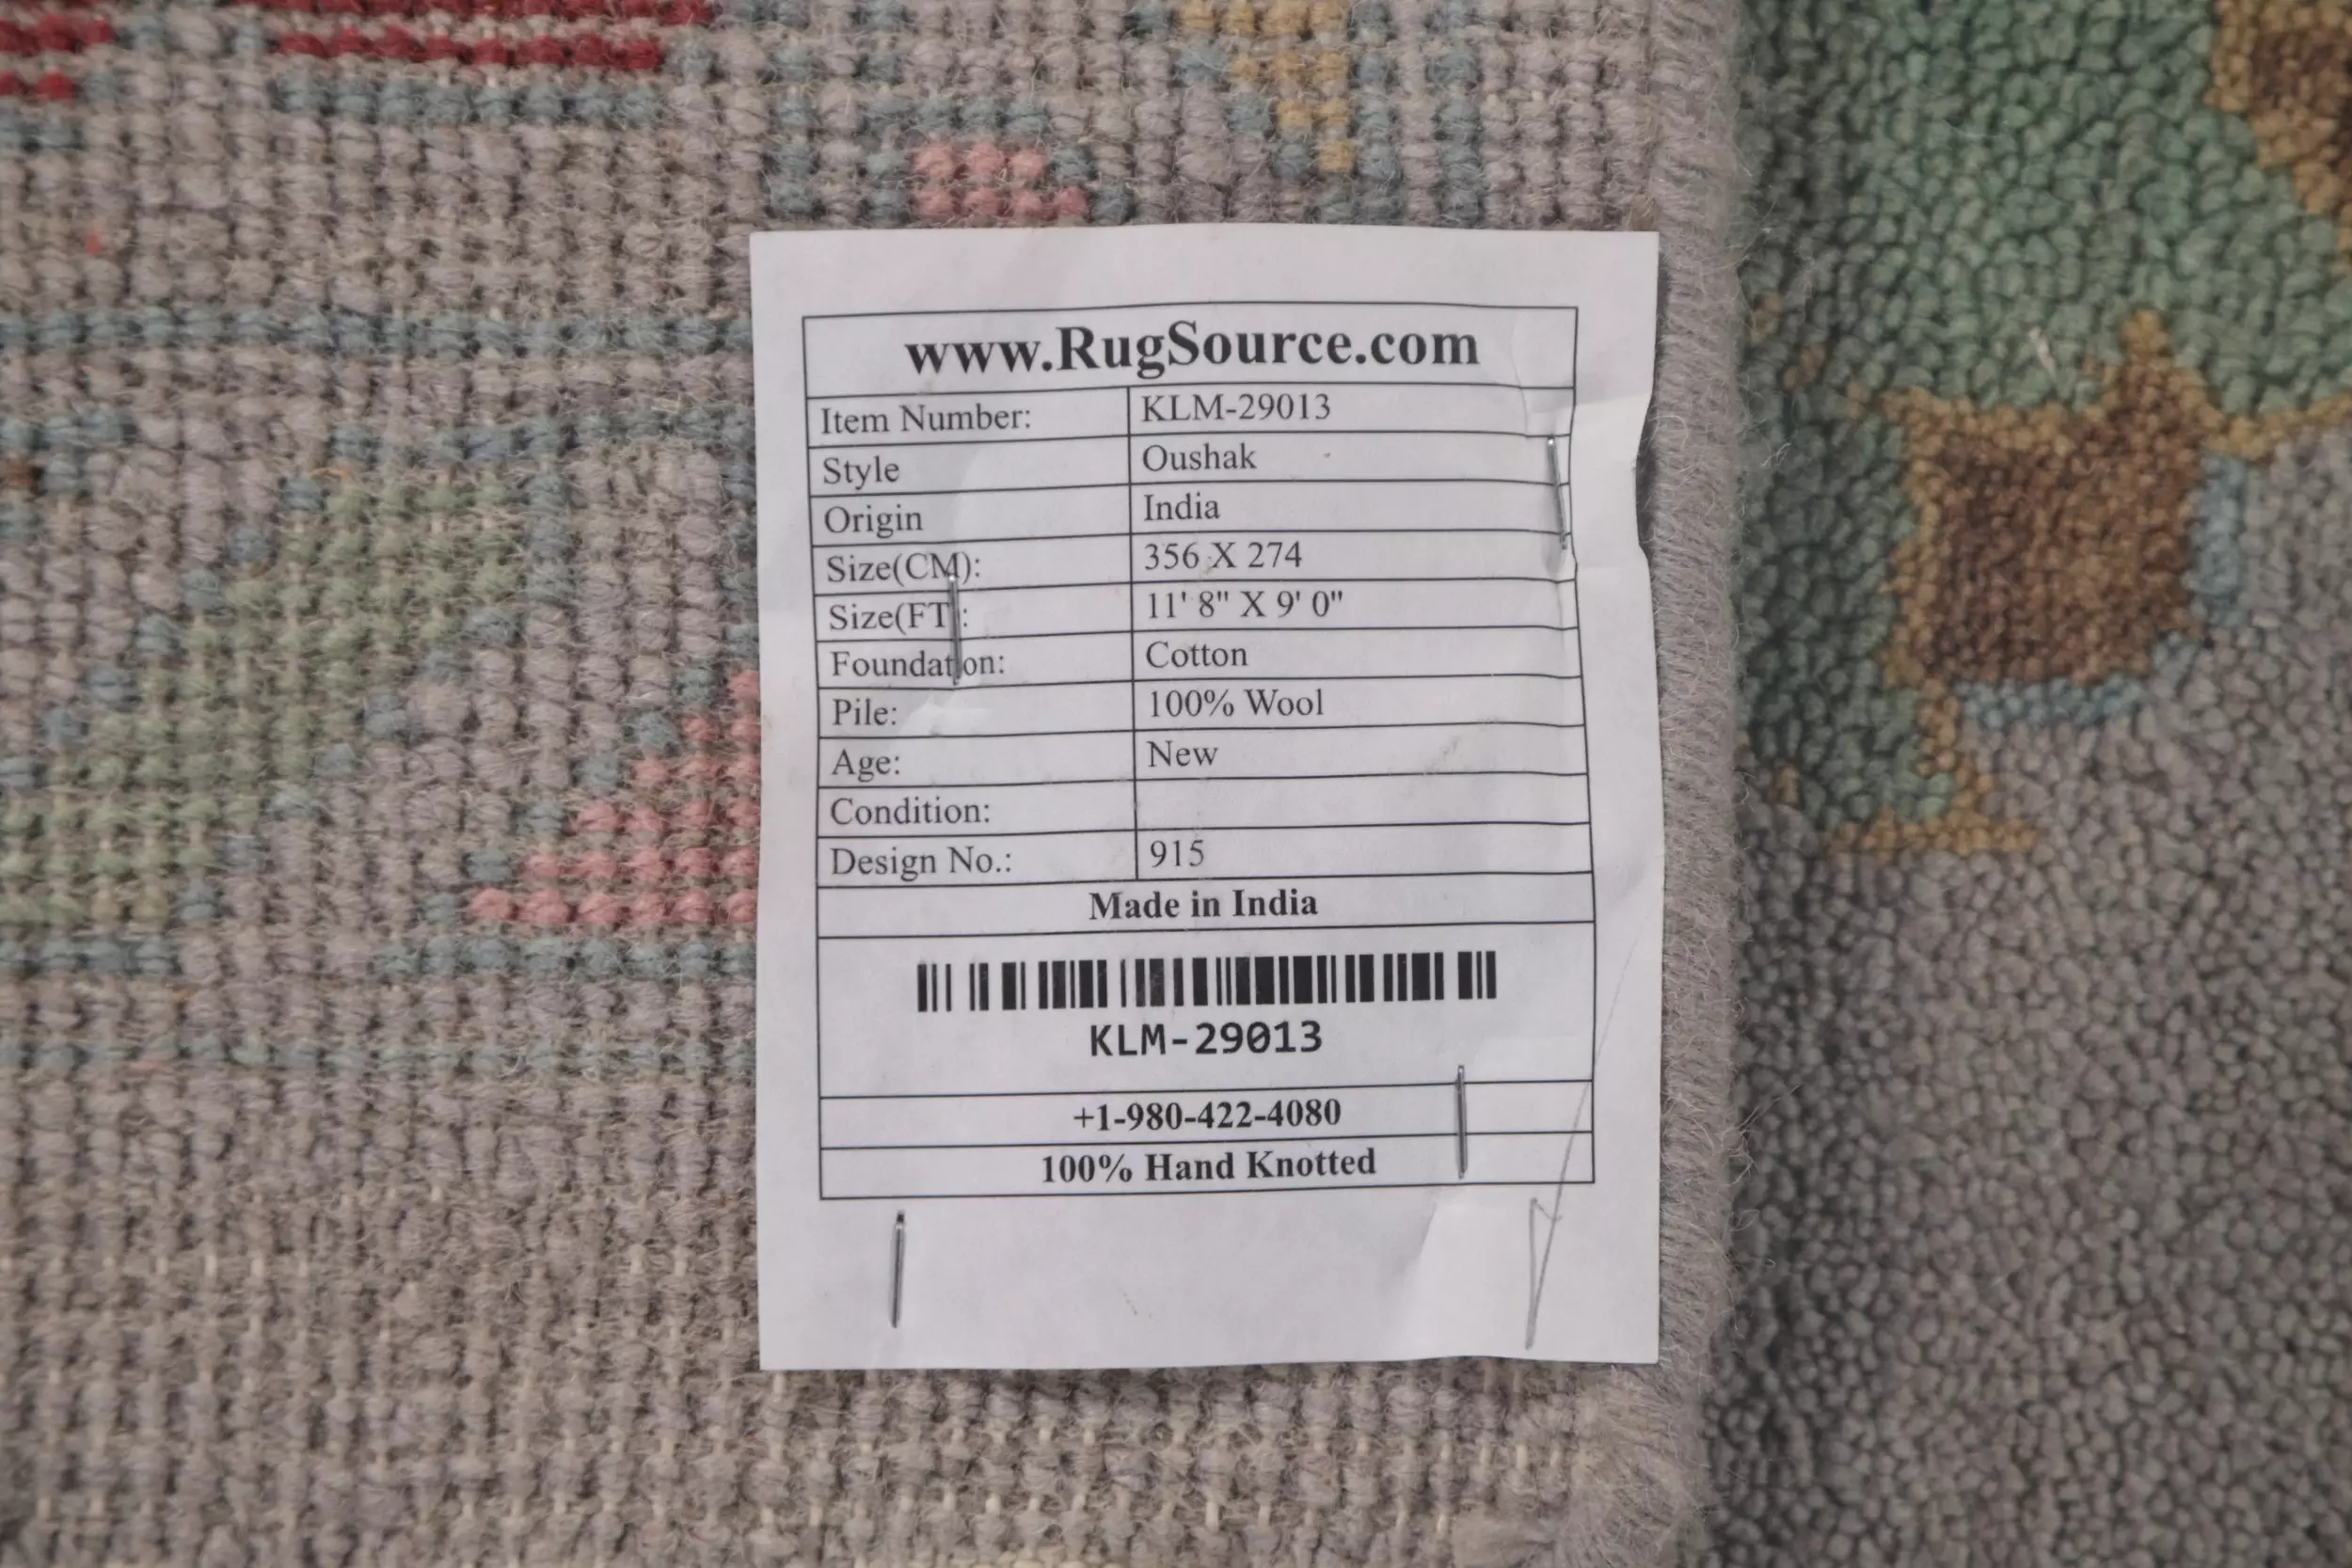 www.RugSource.com
Item Number: KLM-29013
Style Oushak
Origin India
Size(CM): 356 X 274
Size(FT): 11' 8" X 9' 0"
Foundation: Cotton
Pile: 100% Wool
Age: New
Condition:
Design No.: 915
Made in India
KLM-29013
+1-980-422-4080
100% Hand Knotted